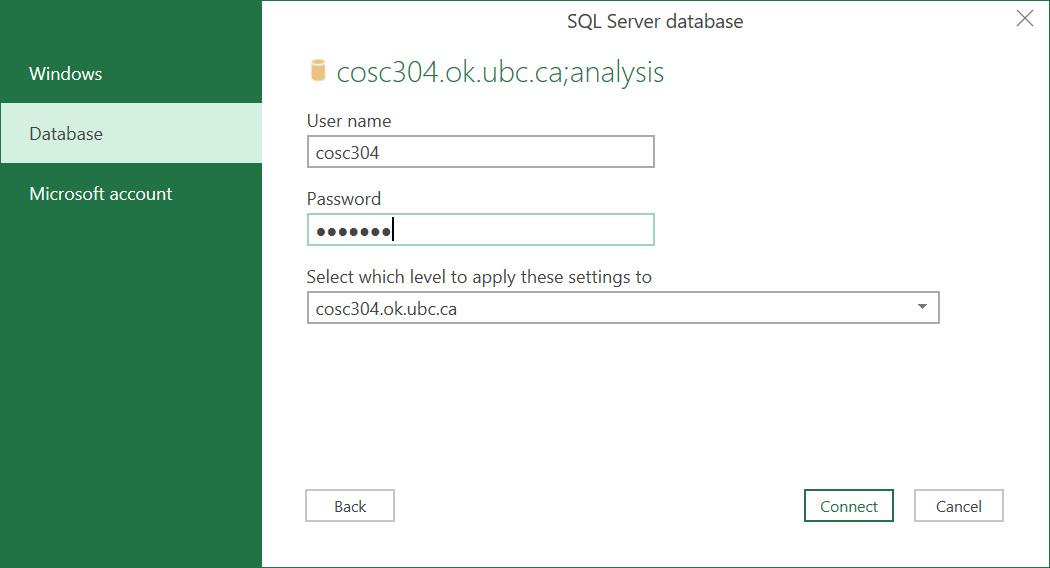 SQL Server database
Windows
Database
Microsoft account
cosc304.ok.ubc.ca;analysis
User name
cosc304
Password
●●●●●●●
Select which level to apply these settings to
cosc304.ok.ubc.ca
Back
Connect
Cancel